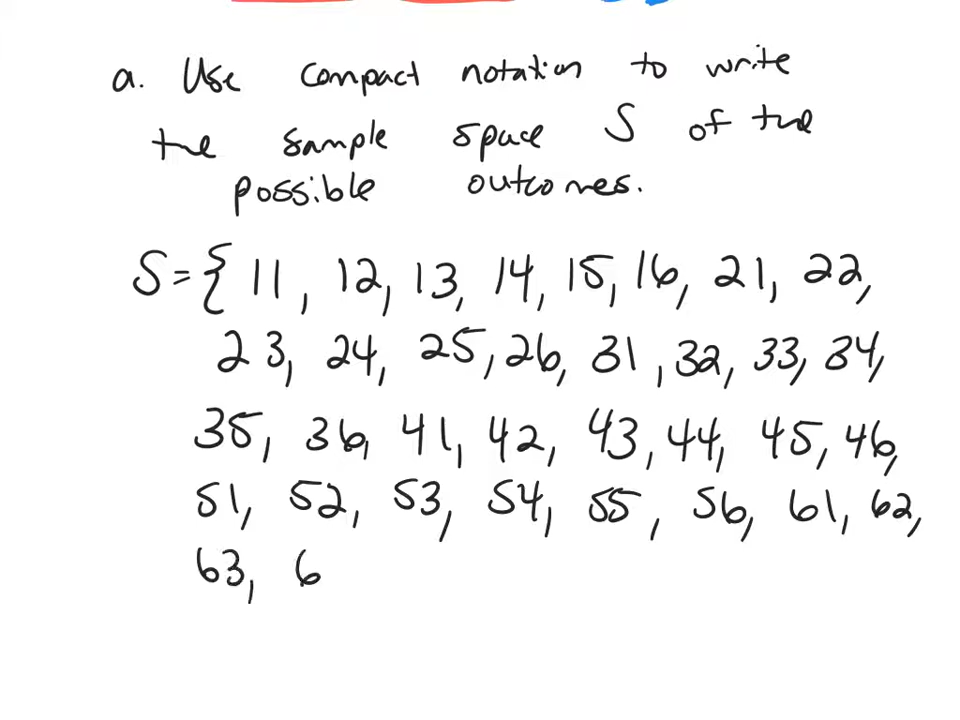 a. Use compact notation to write
the sample space S of the
possible outcomes.
S={ 11, 12, 13, 14, 15, 16, 21, 22,
23, 24, 25, 26, 31, 32, 33, 34,
35, 36, 41, 42, 43, 44, 45, 46,
51, 52, 53, 54, 55, 56, 61, 62,
63, 6